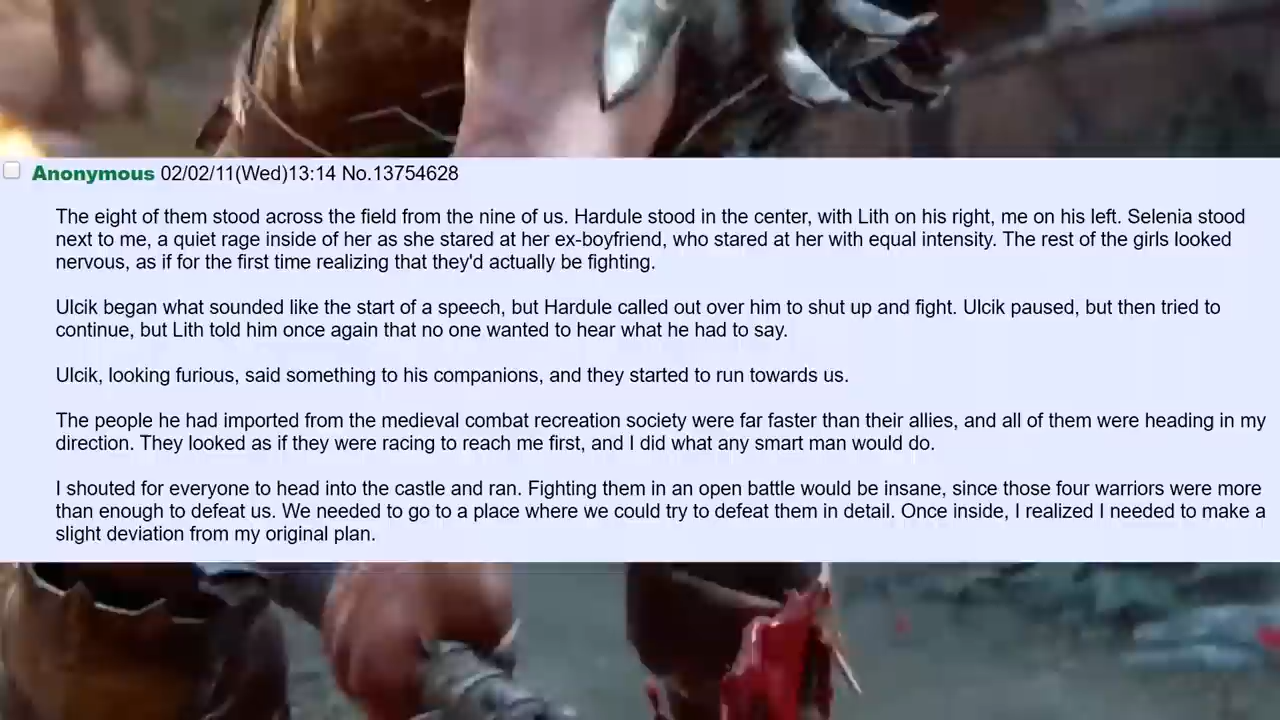 Anonymous 02/02/11(Wed)13:14 No.13754628
The eight of them stood across the field from the nine of us. Hardule stood in the center, with Lith on his right, me on his left. Selenia stood
next to me, a quiet rage inside of her as she stared at her ex-boyfriend, who stared at her with equal intensity. The rest of the girls looked
nervous, as if for the first time realizing that they'd actually be fighting.
Ulcik began what sounded like the start of a speech, but Hardule called out over him to shut up and fight. Ulcik paused, but then tried to
continue, but Lith told him once again that no one wanted to hear what he had to say.
Ulcik, looking furious, said something to his companions, and they started to run towards us.
The people he had imported from the medieval combat recreation society were far faster than their allies, and all of them were heading in my
direction. They looked as if they were racing to reach me first, and I did what any smart man would do.
I shouted for everyone to head into the castle and ran. Fighting them in an open battle would be insane, since those four warriors were more
than enough to defeat us. We needed to go to a place where we could try to defeat them in detail. Once inside, I realized I needed to make a
slight deviation from my original plan.